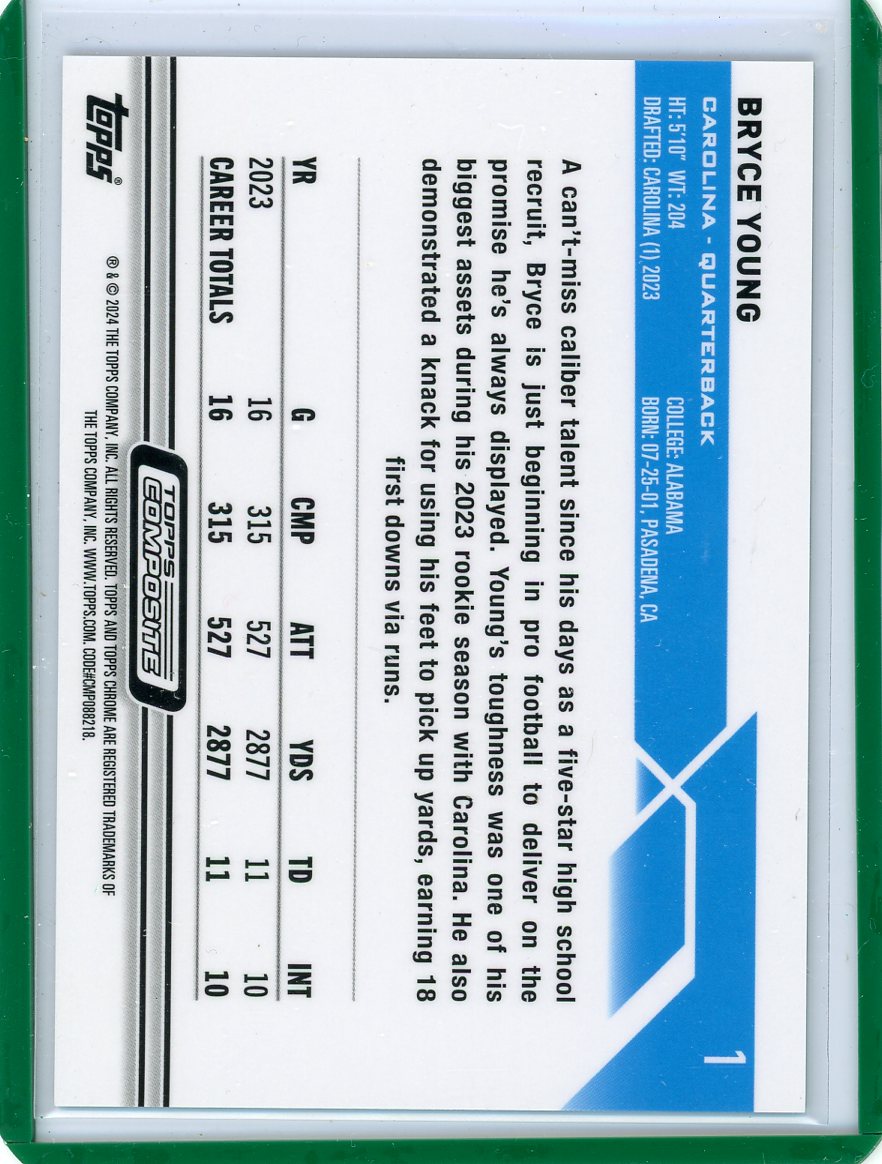 BRYCE YOUNG
1
CAROLINA - QUARTERBACK
HT: 5'10" WT: 204 COLLEGE: ALABAMA
DRAFTED: CAROLINA (1) 2023 BORN: 07-25-01, PASADENA, CA
A can't-miss caliber talent since his days as a five-star high school
recruit, Bryce is just beginning in pro football to deliver on the
promise he's always displayed. Young's toughness was one of his
biggest assets during his 2023 rookie season with Carolina. He also
demonstrated a knack for using his feet to pick up yards, earning 18
first downs via runs.
YR G CMP ATT YDS TD INT
2023 16 315 527 2877 11 10
CAREER TOTALS 16 315 527 2877 11 10
TOPPS
COMPOSITE
topps®
® & © 2024 THE TOPPS COMPANY, INC. ALL RIGHTS RESERVED. TOPPS AND TOPPS CHROME ARE REGISTERED TRADEMARKS OF
THE TOPPS COMPANY, INC. WWW.TOPPS.COM. CODE#CMP088218.